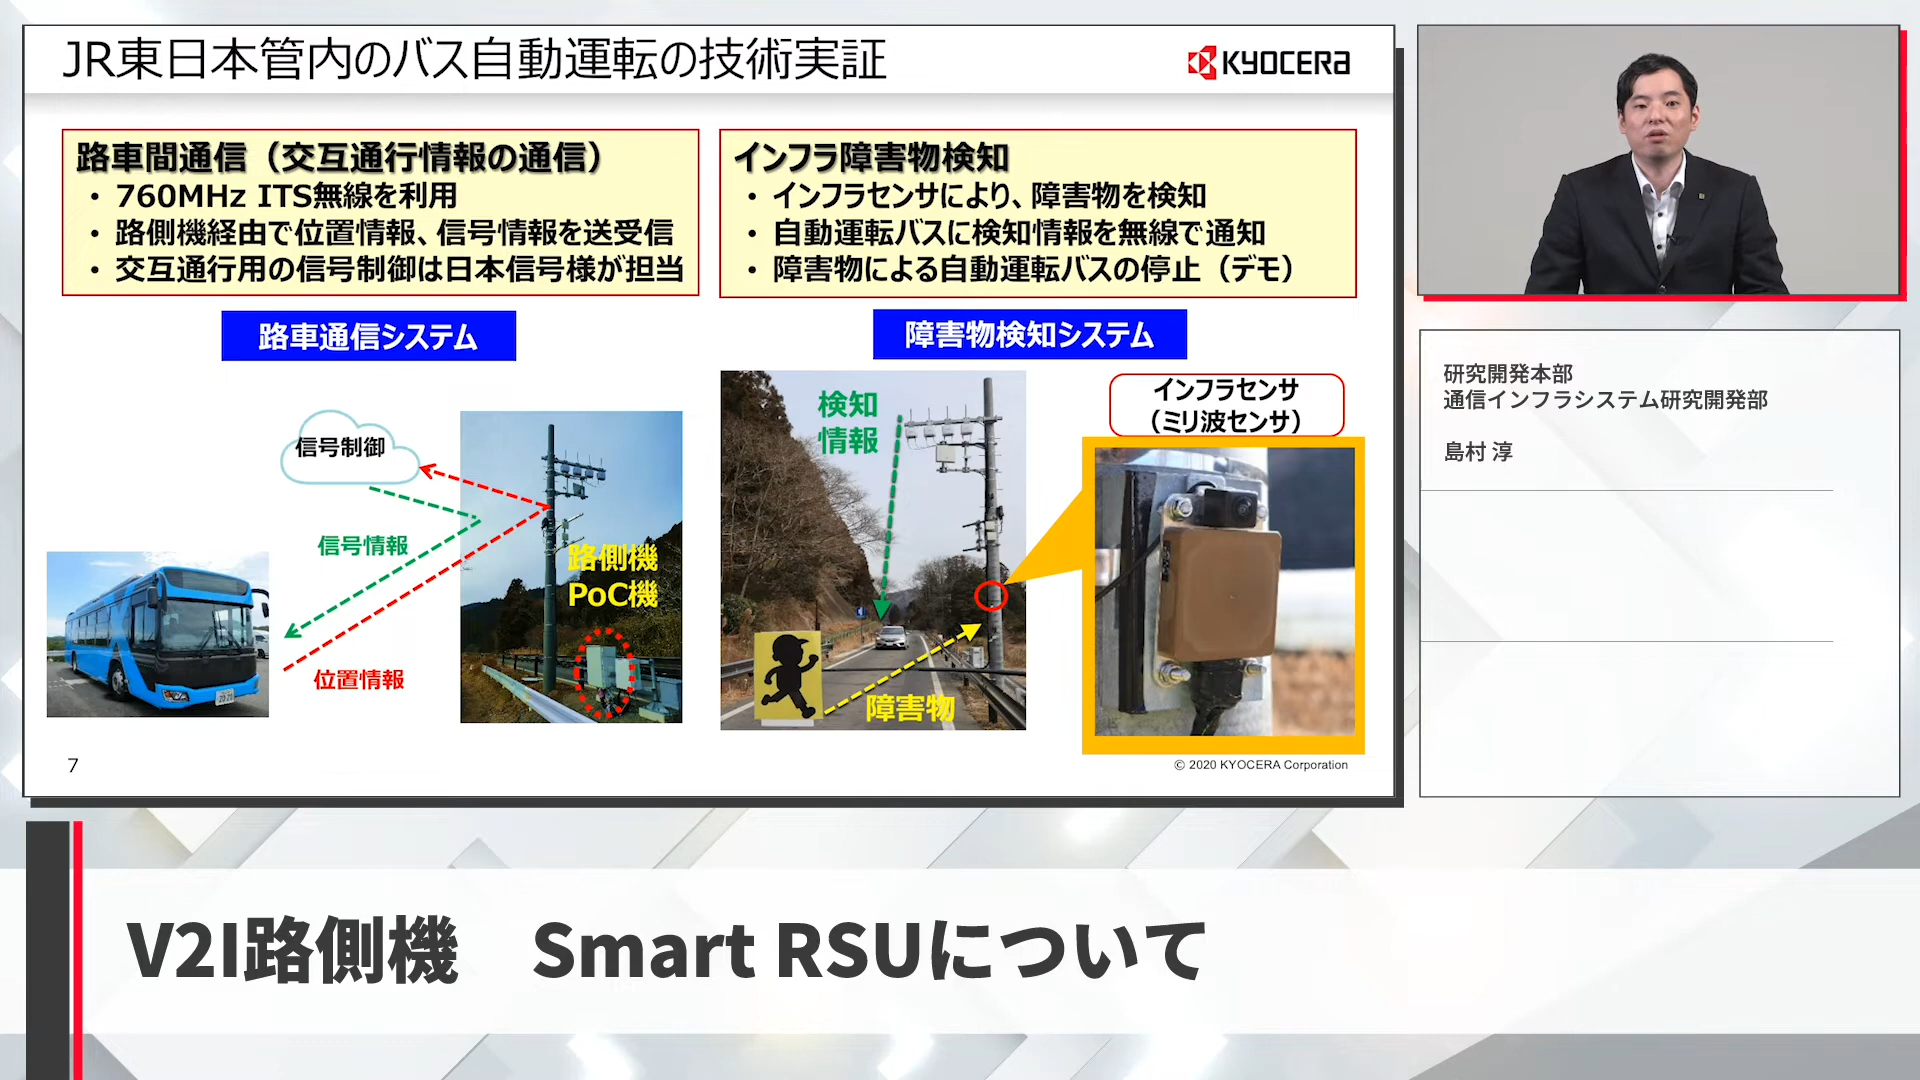 JR東日本管内のバス自動運転の技術実証
KYOCERA
路車間通信（交互通行情報の通信）
・ 760MHz ITS無線を利用
・ 路側機経由で位置情報、信号情報を送受信
・ 交互通行用の信号制御は日本信号様が担当
インフラ障害物検知
・ インフラセンサにより、障害物を検知
・ 自動運転バスに検知情報を無線で通知
・ 障害物による自動運転バスの停止（デモ）
路車通信システム
障害物検知システム
信号制御
信号情報
位置情報
路側機
PoC機
検知
情報
障害物
インフラセンサ
（ミリ波センサ）
7
© 2020 KYOCERA Corporation
研究開発本部
通信インフラシステム研究開発部
島村 淳
V2I路側機　Smart RSUについて